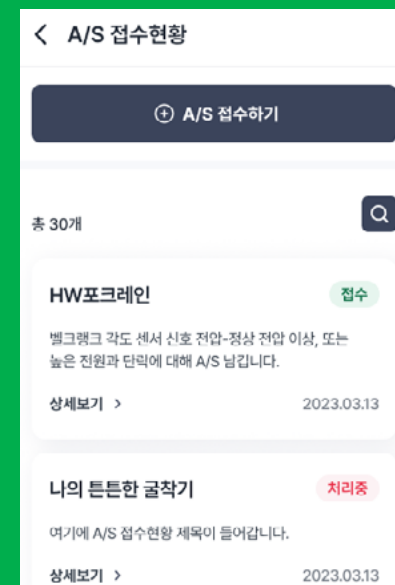 A/S 접수현황
A/S 접수하기
총 30개
HW포크레인
접수
벨크랭크 각도 센서 신호 전압-정상 전압 이상, 또는
높은 전원과 단락에 대해 A/S 남깁니다.
상세보기 >
2023.03.13
나의 튼튼한 굴착기
처리중
여기에 A/S 접수현황 제목이 들어갑니다.
상세보기 >
2023.03.13